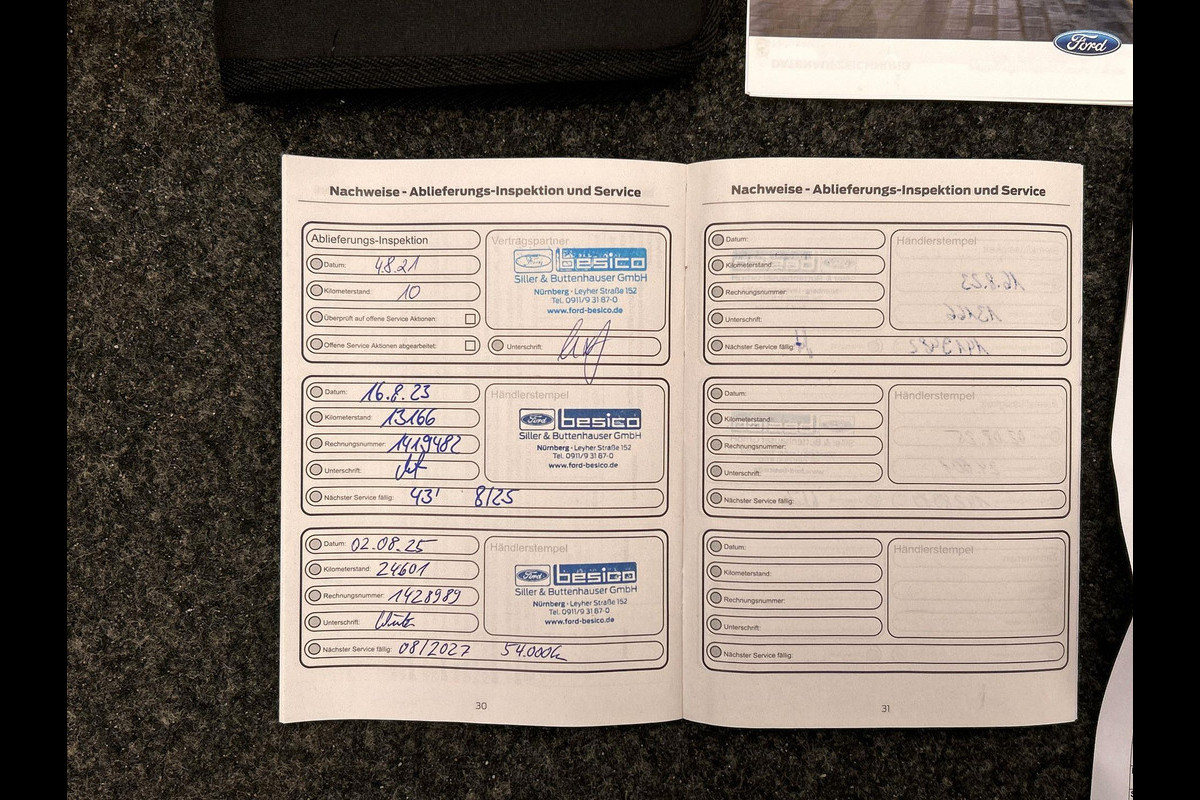 Ford
Nachweise - Ablieferungs-Inspektion und Service
Ablieferungs-Inspektion
Datum: 4.8.21
Kilometerstand: 10
Überprüft auf offene Service Aktionen:
Offene Service Aktionen abgearbeitet:
Vertragspartner
Ford besico
Siller & Buttenhauser GmbH
Nürnberg - Leyher Straße 152
Tel. 0911/9 31 87-0
www.ford-besico.de
Unterschrift:
Datum: 16.8.23
Kilometerstand: 13166
Rechnungsnummer: 1419482
Unterschrift:
Nächster Service fällig: 43' 8/25
Händlerstempel
Ford besico
Siller & Buttenhauser GmbH
Nürnberg - Leyher Straße 152
Tel. 0911/9 31 87-0
www.ford-besico.de
Datum: 02.08.25
Kilometerstand: 24601
Rechnungsnummer: 1428989
Unterschrift:
Nächster Service fällig: 08/2027 54.000
Händlerstempel
Ford besico
Siller & Buttenhauser GmbH
Nürnberg - Leyher Straße 152
Tel. 0911/9 31 87-0
www.ford-besico.de
30
Nachweise - Ablieferungs-Inspektion und Service
Datum:
Kilometerstand:
Rechnungsnummer:
Unterschrift:
Nächster Service fällig:
Händlerstempel
Datum:
Kilometerstand:
Rechnungsnummer:
Unterschrift:
Nächster Service fällig:
Händlerstempel
Datum:
Kilometerstand:
Rechnungsnummer:
Unterschrift:
Nächster Service fällig:
Händlerstempel
31